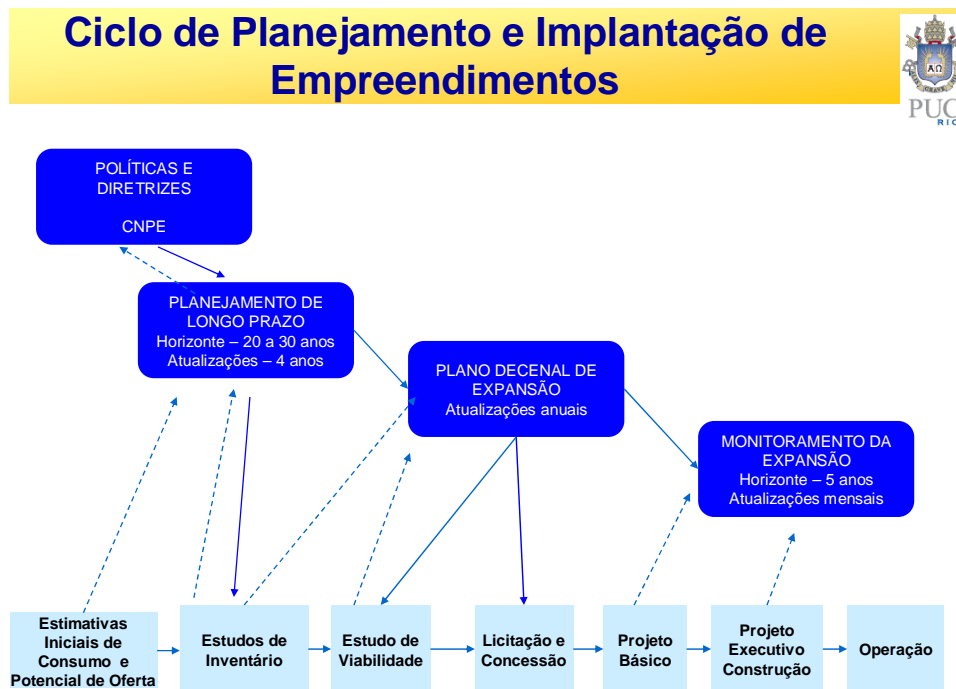 Ciclo de Planejamento e Implantação de
Empreendimentos
PUC
RIO
POLÍTICAS E
DIRETRIZES
CNPE
PLANEJAMENTO DE
LONGO PRAZO
Horizonte – 20 a 30 anos
Atualizações – 4 anos
PLANO DECENAL DE
EXPANSÃO
Atualizações anuais
MONITORAMENTO DA
EXPANSÃO
Horizonte – 5 anos
Atualizações mensais
Estimativas
Iniciais de
Consumo e
Potencial de Oferta
Estudos de
Inventário
Estudo de
Viabilidade
Licitação e
Concessão
Projeto
Básico
Projeto
Executivo
Construção
Operação